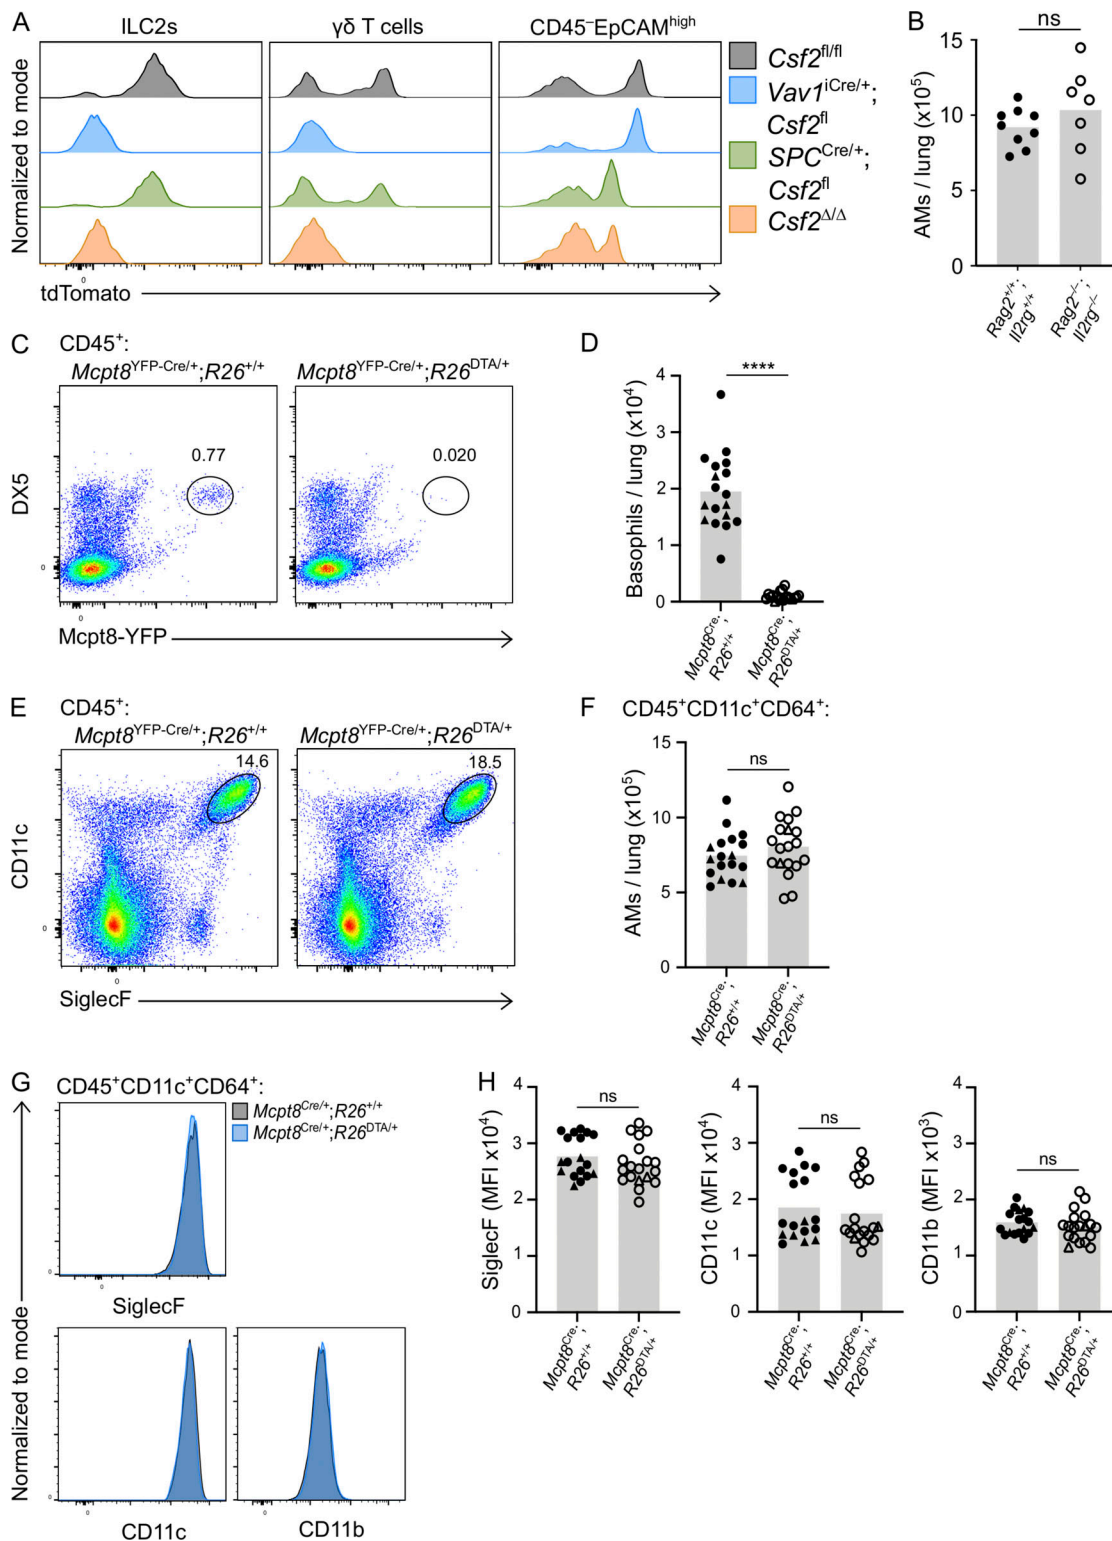 A
ILC2s
γδ T cells
CD45⁻EpCAMʰⁱᵍʰ
Normalized to mode
0
tdTomato
Csf2ᶠˡ/ᶠˡ
Vav1ⁱCʳᵉ/⁺;
Csf2ᶠˡ
SPCCʳᵉ/⁺;
Csf2ᶠˡ
Csf2Δ/Δ
B
ns
AMs / lung (x10⁵)
15
10
5
0
Rag2⁺/⁺;
Il2rg⁺/⁺
Rag2⁻/⁻;
Il2rg⁻/⁻
C
CD45⁺:
Mcpt8YFP-Cre/+;R26+/+
Mcpt8YFP-Cre/+;R26DTA/+
0.77
0.020
DX5
0
0
Mcpt8-YFP
D
****
Basophils / lung (x10⁴)
4
3
2
1
0
Mcpt8Cre;
R26+/+
Mcpt8Cre;
R26DTA/+
E
CD45⁺:
Mcpt8YFP-Cre/+;R26+/+
Mcpt8YFP-Cre/+;R26DTA/+
14.6
18.5
CD11c
0
0
SiglecF
F
CD45⁺CD11c⁺CD64⁺:
ns
AMs / lung (x10⁵)
15
10
5
0
Mcpt8Cre;
R26+/+
Mcpt8Cre;
R26DTA/+
G
CD45⁺CD11c⁺CD64⁺:
Mcpt8Cre/+;R26+/+
Mcpt8Cre/+;R26DTA/+
Normalized to mode
0
0
SiglecF
0
0
CD11c
0
0
CD11b
H
ns
SiglecF (MFI x10⁴)
4
3
2
1
0
Mcpt8Cre;
R26+/+
Mcpt8Cre;
R26DTA/+
ns
CD11c (MFI x10⁴)
4
3
2
1
0
Mcpt8Cre;
R26+/+
Mcpt8Cre;
R26DTA/+
ns
CD11b (MFI x10³)
4
3
2
1
0
Mcpt8Cre;
R26+/+
Mcpt8Cre;
R26DTA/+